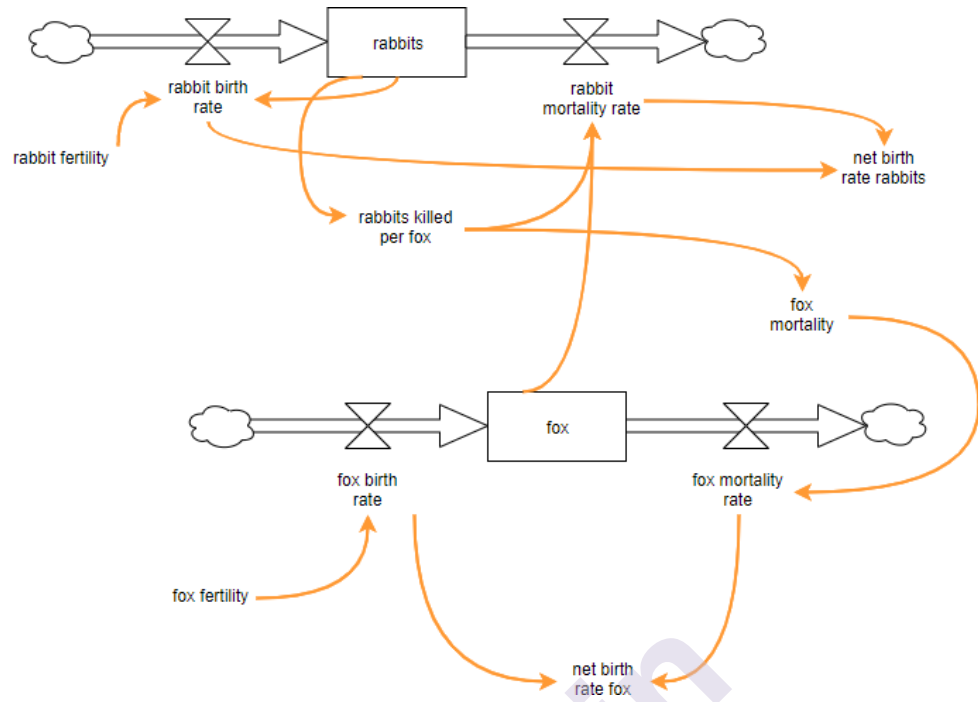 rabbits
rabbit birth
rate
rabbit
mortality rate
rabbit fertility
net birth
rate rabbits
rabbits killed
per fox
fox
mortality
fox
fox birth
rate
fox mortality
rate
fox fertility
net birth
rate fox
in